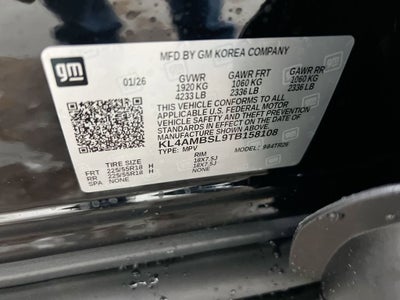 MFD BY GM KOREA COMPANY
gm
01/26
GVWR GAWR FRT GAWR RR
1920 KG 1060 KG 1060 KG
4233 LB 2336 LB 2336 LB
THIS VEHICLE CONFORMS TO ALL
APPLICABLE U.S. FEDERAL MOTOR
VEHICLE SAFETY AND THEFT PREVENTION
STANDARDS IN EFFECT ON THE DATE OF
MANUFACTURE SHOWN ABOVE.
KL4AMBSL9TB158108
TYPE: MPV MODEL: 9B4TR26
TIRE SIZE RIM
FRT 225/55R18 18X7.5J
RR 225/55R18 18X7.5J
SPA NONE NONE